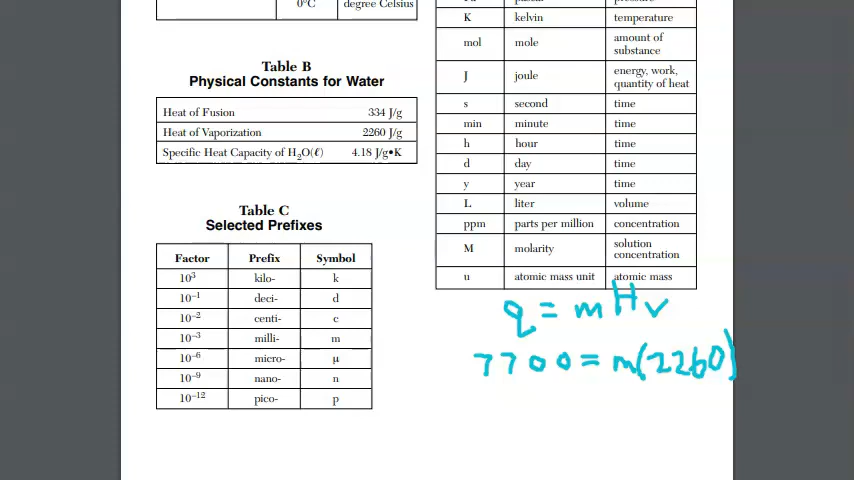 0°C degree Celsius
Table B
Physical Constants for Water
Heat of Fusion 334 J/g
Heat of Vaporization 2260 J/g
Specific Heat Capacity of H₂O(ℓ) 4.18 J/g•K
Table C
Selected Prefixes
Factor Prefix Symbol
10³ kilo- k
10⁻¹ deci- d
10⁻² centi- c
10⁻³ milli- m
10⁻⁶ micro- μ
10⁻⁹ nano- n
10⁻¹² pico- p
K kelvin temperature
mol mole amount of
substance
J joule energy, work,
quantity of heat
s second time
min minute time
h hour time
d day time
y year time
L liter volume
ppm parts per million concentration
M molarity solution
concentration
u atomic mass unit atomic mass
q = mHv
7700 = m(2260)